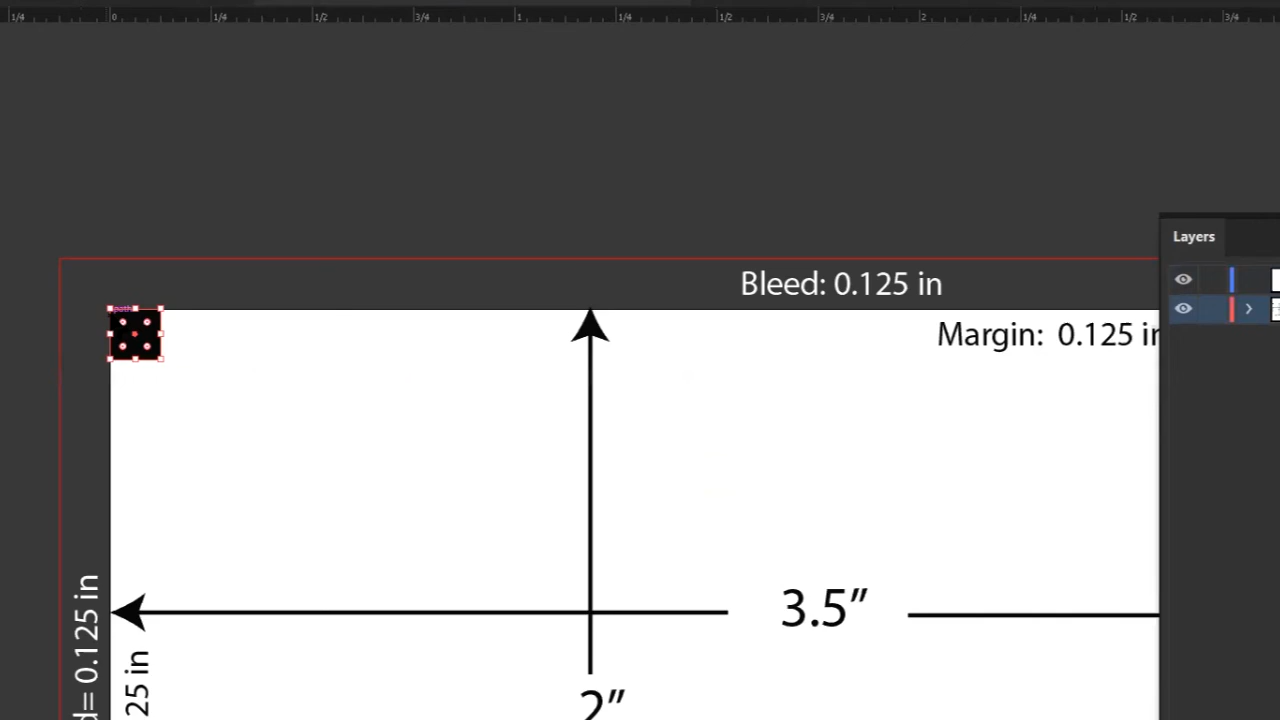 1/4 0 1/4 1/2 3/4 1 1/4 1/2 3/4 2 1/4 1/2 3/4
Layers
Bleed: 0.125 in
path
Margin: 0.125 in
3.5”
d= 0.125 in
25 in
2”